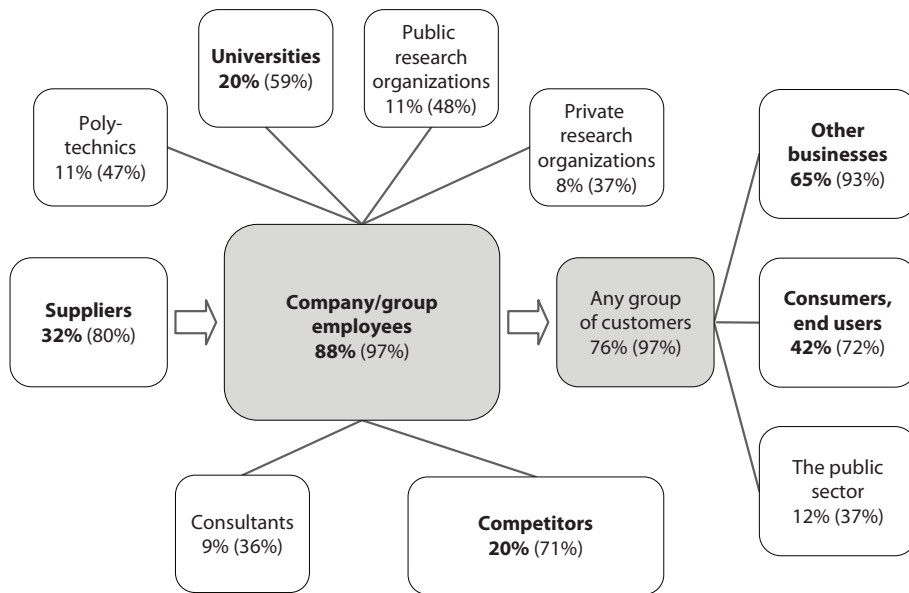 Universities
20% (59%)
Public
research
organizations
11% (48%)
Poly-
technics
11% (47%)
Private
research
organizations
8% (37%)
Other
businesses
65% (93%)
Suppliers
32% (80%)
Company/group
employees
88% (97%)
Any group
of customers
76% (97%)
Consumers,
end users
42% (72%)
Consultants
9% (36%)
Competitors
20% (71%)
The public
sector
12% (37%)